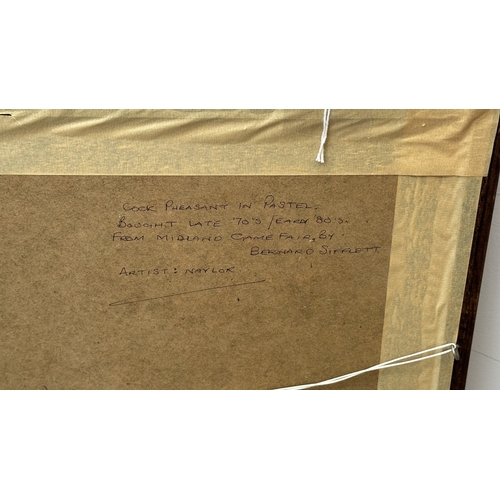 COCK PHEASANT IN PASTEL.
BOUGHT LATE 70'S / EARLY 80'S.
FROM MIDLAND GAME FAIR, BY
BERNARD SIFFLETT
ARTIST: NAYLOR